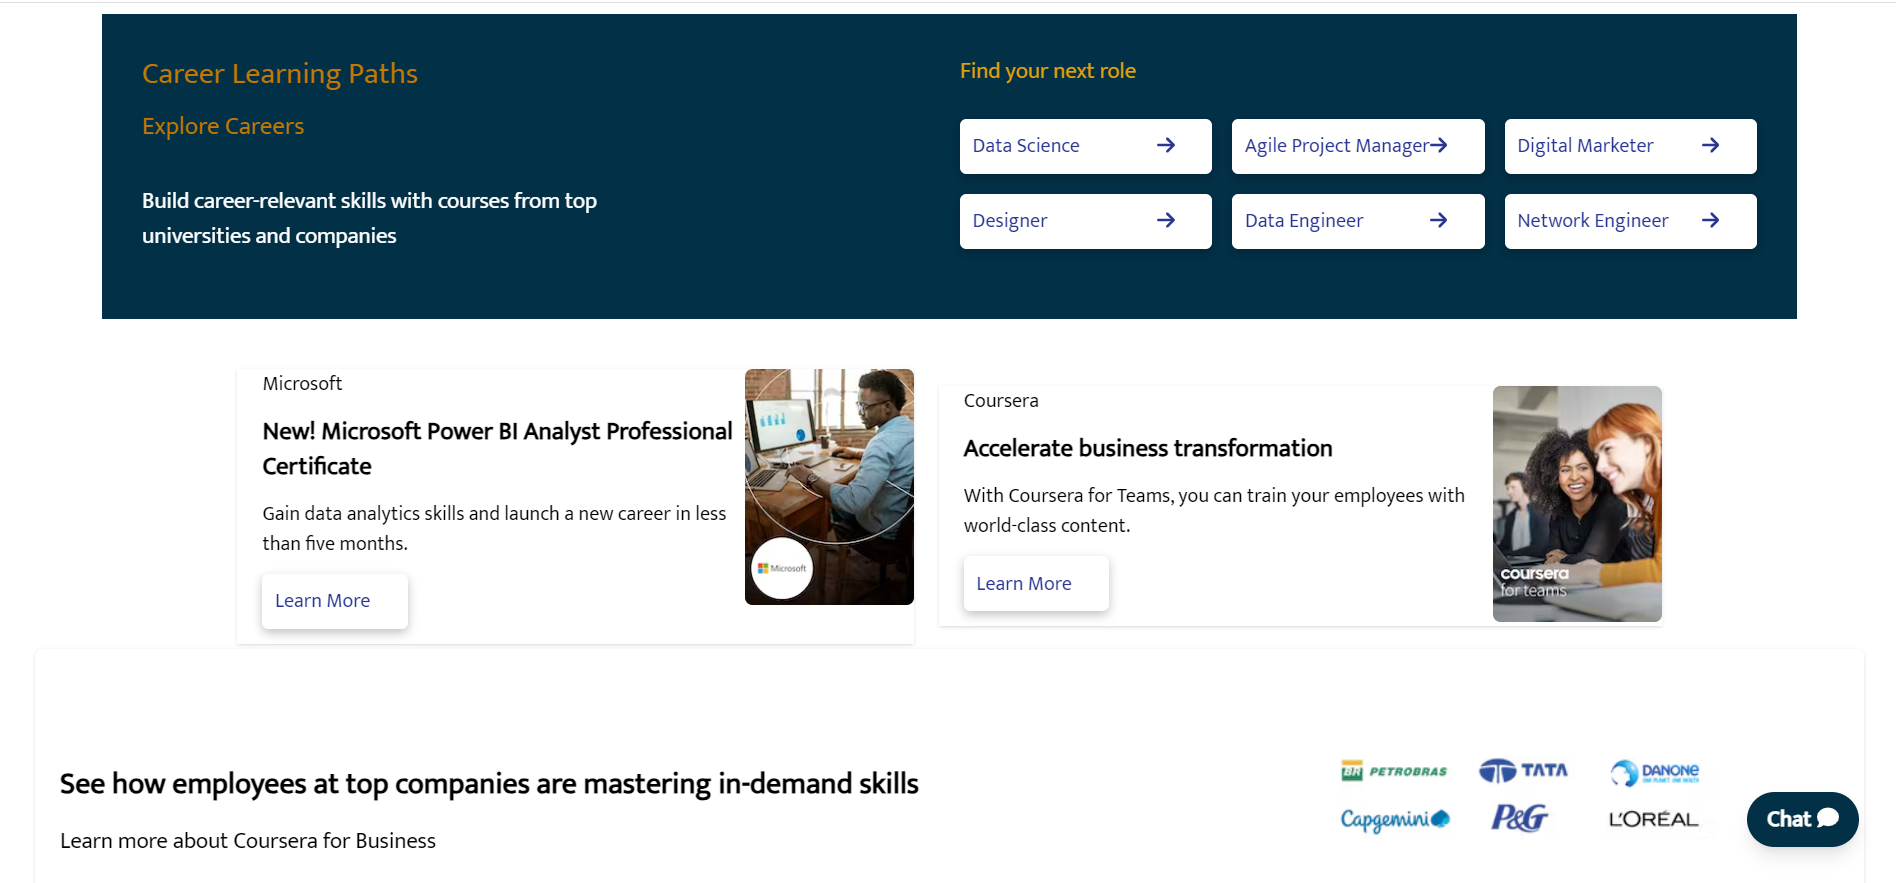 Career Learning Paths
Explore Careers
Build career-relevant skills with courses from top
universities and companies
Find your next role
Data Science
Agile Project Manager
Digital Marketer
Designer
Data Engineer
Network Engineer
Microsoft
New! Microsoft Power BI Analyst Professional
Certificate
Gain data analytics skills and launch a new career in less
than five months.
Learn More
Microsoft
Coursera
Accelerate business transformation
With Coursera for Teams, you can train your employees with
world-class content.
Learn More
coursera
for teams
See how employees at top companies are mastering in-demand skills
Learn more about Coursera for Business
BR PETROBRAS
TATA
DANONE
ONE PLANET. ONE HEALTH
Capgemini
P&G
L'ORÉAL
Chat